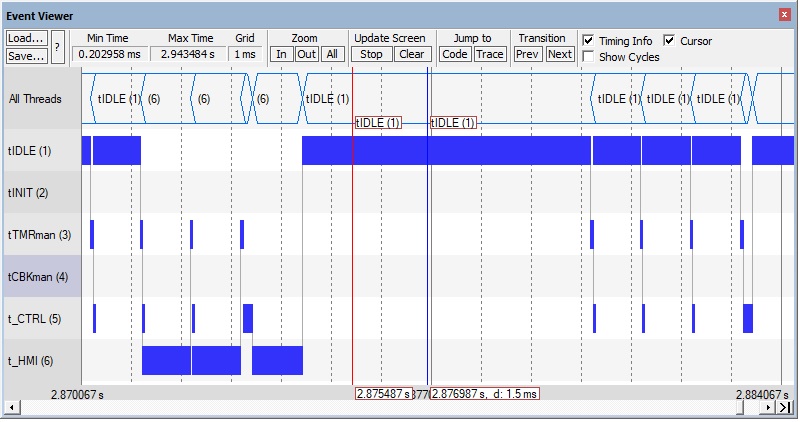 Event Viewer
Load... Min Time Max Time Grid Zoom Update Screen Jump to Transition Timing Info Cursor
Save... ? 0.202958 ms 2.943484 s 1 ms In Out All Stop Clear Code Trace Prev Next Show Cycles
All Threads tIDLE (1) (6) (6) (6) tIDLE (1) tIDLE (1) tIDLE (1) tIDLE (1)
tIDLE (1) tIDLE (1)
tIDLE (1)
tINIT (2)
tTMRman (3)
tCBKman (4)
t_CTRL (5)
t_HMI (6)
2.870067 s 2.875487 s 377( 2.876987 s, d: 1.5 ms 2.884067 s